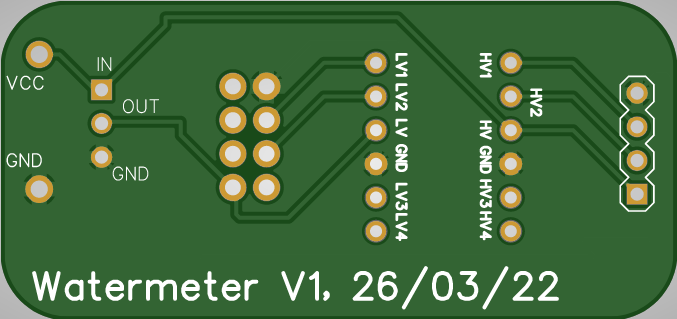 VCC
IN
OUT
GND
GND
LV1
LV2
LV
GND
LV3
LV4
HV1
HV2
HV
GND
HV3
HV4
Watermeter V1, 26/03/22